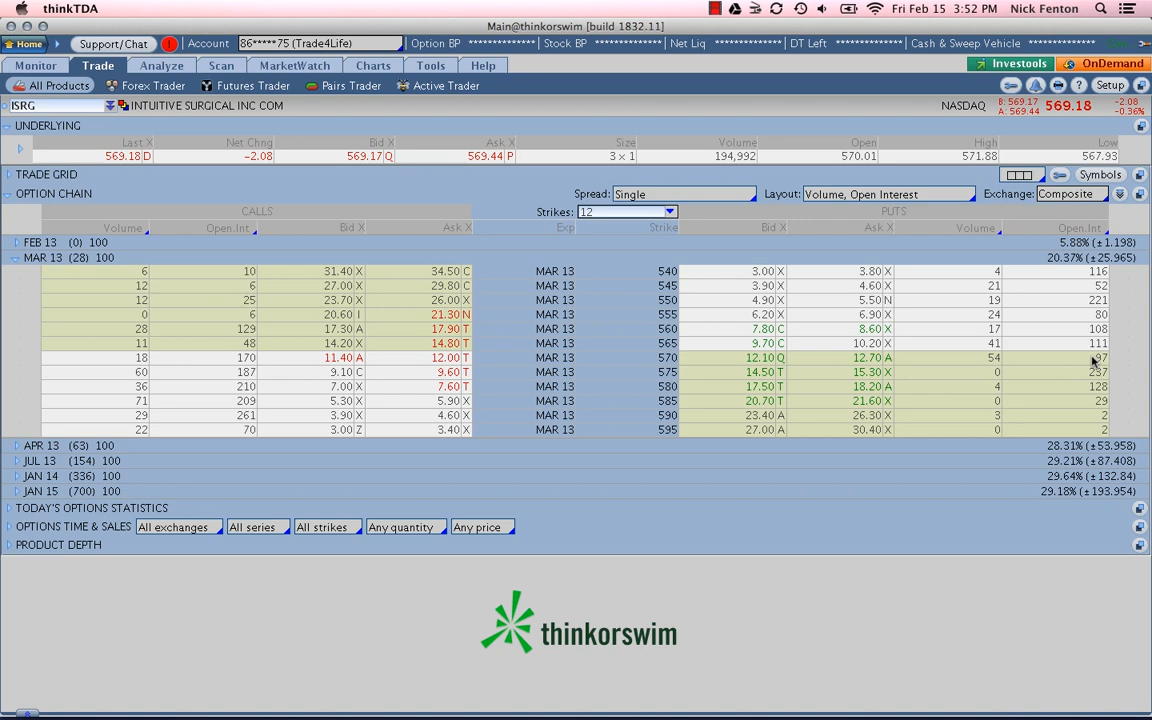 thinkTDA Fri Feb 15 3:52 PM Nick Fenton
Main@thinkorswim [build 1832.11]
Home Support/Chat ! Account 86*****75 (Trade4Life) Option BP ************** Stock BP ************** Net Liq ************** DT Left ************** Cash & Sweep Vehicle **************
Monitor Trade Analyze Scan MarketWatch Charts Tools Help Investools OnDemand
All Products Forex Trader Futures Trader Pairs Trader Active Trader ? Setup
ISRG INTUITIVE SURGICAL INC COM NASDAQ B: 569.17 A: 569.44 569.18 -2.08 -0.36%
UNDERLYING
Last X Net Chng Bid X Ask X Size Volume Open High Low
569.18 D -2.08 569.17 Q 569.44 P 3 x 1 194,992 570.01 571.88 567.93
TRADE GRID Symbols
OPTION CHAIN Spread: Single Layout: Volume, Open Interest Exchange: Composite
CALLS Strikes: 12 PUTS
Volume Open.Int Bid X Ask X Exp Strike Bid X Ask X Volume Open.Int
FEB 13 (0) 100 5.88% (±1.198)
MAR 13 (28) 100 20.37% (±25.965)
6 10 31.40 X 34.50 C MAR 13 540 3.00 X 3.80 X 4 116
12 6 27.00 X 29.80 C MAR 13 545 3.90 X 4.60 X 21 52
12 25 23.70 X 26.00 X MAR 13 550 4.90 X 5.50 N 19 221
0 6 20.60 I 21.30 N MAR 13 555 6.20 X 6.90 X 24 80
28 129 17.30 A 17.90 T MAR 13 560 7.80 C 8.60 X 17 108
11 48 14.20 X 14.80 T MAR 13 565 9.70 C 10.20 X 41 111
18 170 11.40 A 12.00 T MAR 13 570 12.10 Q 12.70 A 54 97
60 187 9.10 C 9.60 T MAR 13 575 14.50 T 15.30 X 0 237
36 210 7.00 X 7.60 T MAR 13 580 17.50 T 18.20 A 4 128
71 209 5.30 X 5.90 X MAR 13 585 20.70 T 21.60 X 0 29
29 261 3.90 X 4.60 X MAR 13 590 23.40 A 26.30 X 3 2
22 70 3.00 Z 3.40 X MAR 13 595 27.00 A 30.40 X 0 2
APR 13 (63) 100 28.31% (±53.958)
JUL 13 (154) 100 29.21% (±87.408)
JAN 14 (336) 100 29.64% (±132.84)
JAN 15 (700) 100 29.18% (±193.954)
TODAY'S OPTIONS STATISTICS
OPTIONS TIME & SALES All exchanges All series All strikes Any quantity Any price
PRODUCT DEPTH
thinkorswim